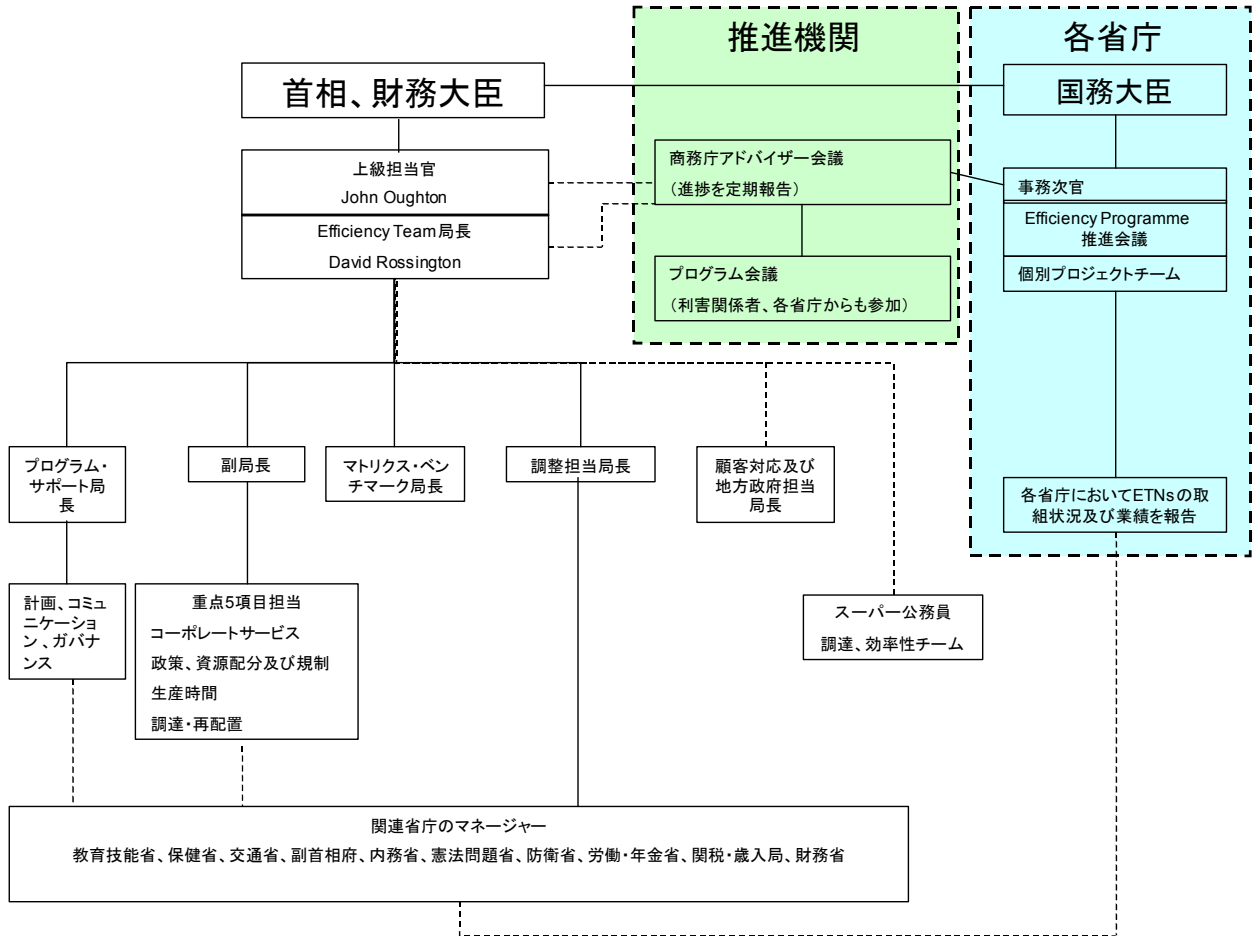 推進機関
各省庁
首相、財務大臣
国務大臣
上級担当官
John Oughton
Efficiency Team局長
David Rossington
商務庁アドバイザー会議
（進捗を定期報告）
プログラム会議
（利害関係者、各省庁からも参加）
事務次官
Efficiency Programme
推進会議
個別プロジェクトチーム
プログラム・
サポート局
長
副局長
マトリクス・ベン
チマーク局長
調整担当局長
顧客対応及び
地方政府担当
局長
各省庁においてETNsの取
組状況及び業績を報告
計画、コミュ
ニケーショ
ン、ガバナ
ンス
重点5項目担当
コーポレートサービス
政策、資源配分及び規制
生産時間
調達・再配置
スーパー公務員
調達、効率性チーム
関連省庁のマネージャー
教育技能省、保健省、交通省、副首相府、内務省、憲法問題省、防衛省、労働・年金省、関税・歳入局、財務省